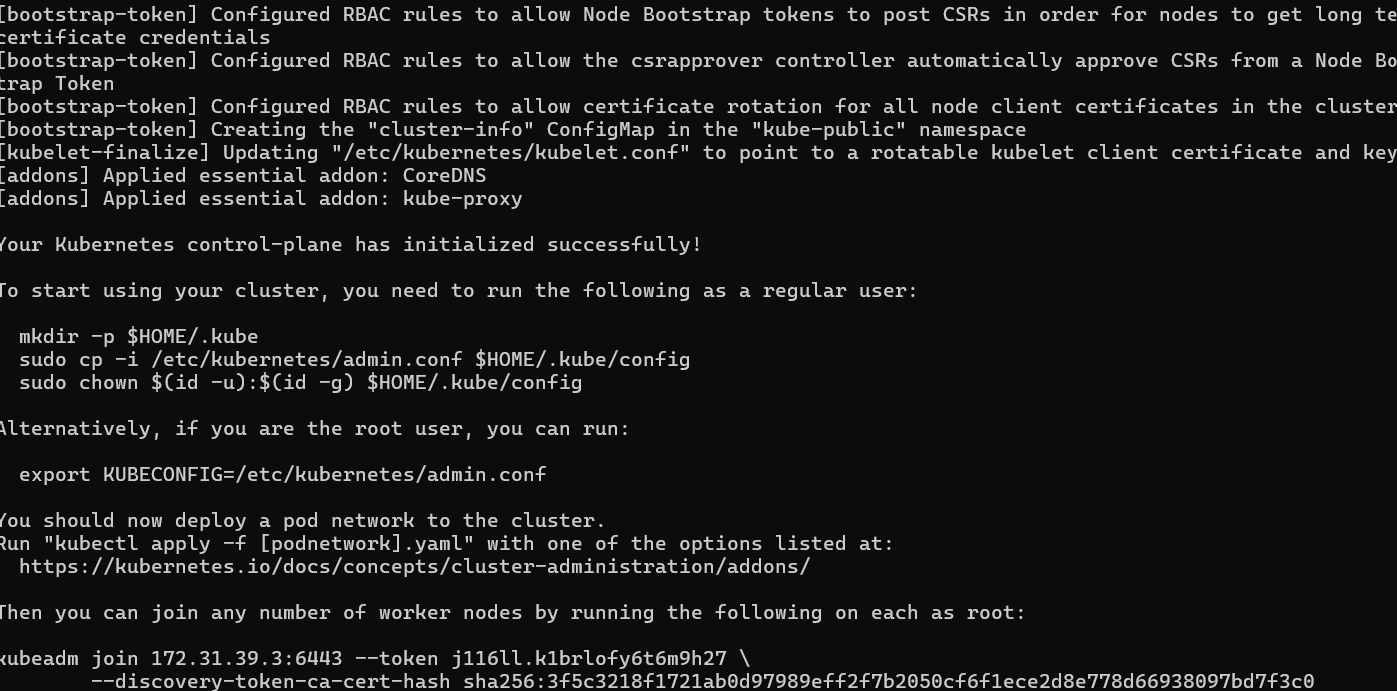 [bootstrap-token] Configured RBAC rules to allow Node Bootstrap tokens to post CSRs in order for nodes to get long te
certificate credentials
[bootstrap-token] Configured RBAC rules to allow the csrapprover controller automatically approve CSRs from a Node Bo
trap Token
[bootstrap-token] Configured RBAC rules to allow certificate rotation for all node client certificates in the cluster
[bootstrap-token] Creating the "cluster-info" ConfigMap in the "kube-public" namespace
[kubelet-finalize] Updating "/etc/kubernetes/kubelet.conf" to point to a rotatable kubelet client certificate and key
[addons] Applied essential addon: CoreDNS
[addons] Applied essential addon: kube-proxy

Your Kubernetes control-plane has initialized successfully!

To start using your cluster, you need to run the following as a regular user:

  mkdir -p $HOME/.kube
  sudo cp -i /etc/kubernetes/admin.conf $HOME/.kube/config
  sudo chown $(id -u):$(id -g) $HOME/.kube/config

Alternatively, if you are the root user, you can run:

  export KUBECONFIG=/etc/kubernetes/admin.conf

You should now deploy a pod network to the cluster.
Run "kubectl apply -f [podnetwork].yaml" with one of the options listed at:
  https://kubernetes.io/docs/concepts/cluster-administration/addons/

Then you can join any number of worker nodes by running the following on each as root:

kubeadm join 172.31.39.3:6443 --token j116ll.k1brlofy6t6m9h27 \
        --discovery-token-ca-cert-hash sha256:3f5c3218f1721ab0d97989eff2f7b2050cf6f1ece2d8e778d66938097bd7f3c0